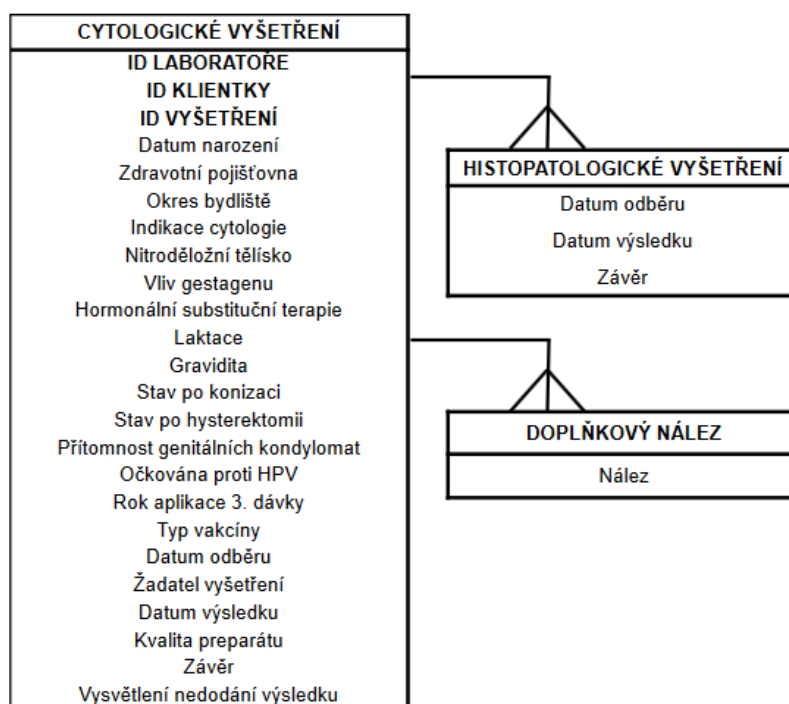 CYTOLOGICKÉ VYŠETŘENÍ
ID LABORATOŘE
ID KLIENTKY
ID VYŠETŘENÍ
Datum narození
Zdravotní pojišťovna
Okres bydliště
Indikace cytologie
Nitroděložní tělísko
Vliv gestagenu
Hormonální substituční terapie
Laktace
Gravidita
Stav po konizaci
Stav po hysterektomii
Přítomnost genitálních kondylomat
Očkována proti HPV
Rok aplikace 3. dávky
Typ vakcíny
Datum odběru
Žadatel vyšetření
Datum výsledku
Kvalita preparátu
Závěr
Vysvětlení nedodání výsledku
HISTOPATOLOGICKÉ VYŠETŘENÍ
Datum odběru
Datum výsledku
Závěr
DOPLŇKOVÝ NÁLEZ
Nález